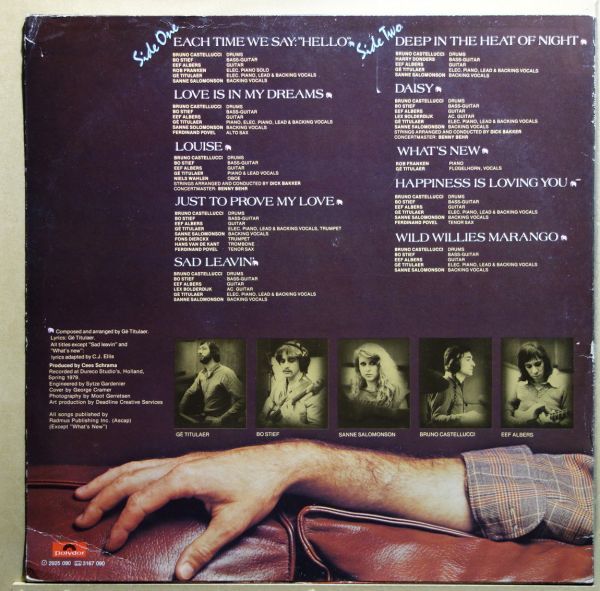 Side One
EACH TIME WE SAY: "HELLO"
BRUNO CASTELLUCCI DRUMS
BO STIEF BASS-GUITAR
EEF ALBERS GUITAR
ROB FRANKEN ELEC. PIANO SOLO
GÉ TITULAER ELEC. PIANO, LEAD & BACKING VOCALS
SANNE SALOMONSON BACKING VOCALS
LOVE IS IN MY DREAMS
BRUNO CASTELLUCCI DRUMS
BO STIEF BASS-GUITAR
EEF ALBERS GUITAR
GÉ TITULAER PIANO, ELEC. PIANO, LEAD & BACKING VOCALS
SANNE SOLOMONSON BACKING VOCALS
FERDINAND POVEL ALTO SAX
LOUISE
BRUNO CASTELLUCCI DRUMS
BO STIEF BASS-GUITAR
EEF ALBERS GUITAR
GÉ TITULAER PIANO & LEAD VOCALS
NIELS WAHLEN OBOE
STRINGS ARRANGED AND CONDUCTED BY DICK BAKKER
CONCERTMASTER: BENNY BEHR
JUST TO PROVE MY LOVE
BRUNO CASTELLUCCI DRUMS
BO STIEF BASS-GUITAR
EEF ALBERS GUITAR
GÉ TITULAER ELEC. PIANO, LEAD & BACKING VOCALS, TRUMPET
SANNE SALOMONSON BACKING VOCALS
FONS DIERCKX TRUMPET
HANS VAN DE KANT TROMBONE
FERDINAND POVEL TENOR SAX
SAD LEAVIN'
BRUNO CASTELLUCCI DRUMS
BO STIEF BASS-GUITAR
EEF ALBERS GUITAR
LEX BOLDERDIJK AC. GUITAR
GÉ TITULAER ELEC. PIANO, LEAD & BACKING VOCALS
SANNE SALOMONSON BACKING VOCALS
Side Two
DEEP IN THE HEAT OF NIGHT
BRUNO CASTELLUCCI DRUMS
HARRY DONDERS BASS-GUITAR
EEF ALBERS GUITAR
GÉ TITULAER ELEC. PIANO, LEAD & BACKING VOCALS
SANNE SALOMONSON BACKING VOCALS
DAISY
BRUNO CASTELLUCCI DRUMS
BO STIEF BASS-GUITAR
EEF ALBERS GUITAR
LEX BOLDERDIJK AC. GUITAR
GÉ TITULAER ELEC. PIANO, LEAD & BACKING VOCALS
SANNE SALOMONSON BACKING VOCALS
STRINGS ARRANGED AND CONDUCTED BY DICK BAKKER
CONCERTMASTER: BENNY BEHR
WHAT'S NEW
ROB FRANKEN PIANO
GÉ TITULAER FLÜGELHORN, VOCALS
HAPPINESS IS LOVING YOU
BRUNO CASTELLUCCI DRUMS
BO STIEF BASS-GUITAR
EEF ALBERS GUITAR
GÉ TITULAER ELEC. PIANO, LEAD & BACKING VOCALS
SANNE SALOMONSON BACKING VOCALS
FERDINAND POVEL TENOR SAX
WILD WILLIES MARANGO
BRUNO CASTELLUCCI DRUMS
BO STIEF BASS-GUITAR
EEF ALBERS GUITAR
GÉ TITULAER ELEC. PIANO, LEAD & BACKING VOCALS
SANNE SALOMONSON BACKING VOCALS
Composed and arranged by Gé Titulaer.
Lyrics: Gé Titulaer.
All titles except "Sad leavin" and
"What's new":
lyrics adapted by C.J. Ellis
Produced by Cees Schrama
Recorded at Dureco Studio's, Holland,
Spring 1979.
Engineered by Sytze Gardenier
Cover by George Cramer
Photography by Moot Gerretsen
Art production by Deadline Creative Services
All songs published by
Radmus Publishing Inc. (Ascap)
(Except "What's New")
GÉ TITULAER
BO STIEF
SANNE SALOMONSON
BRUNO CASTELLUCCI
EEF ALBERS
polydor
2925 090 3167 090